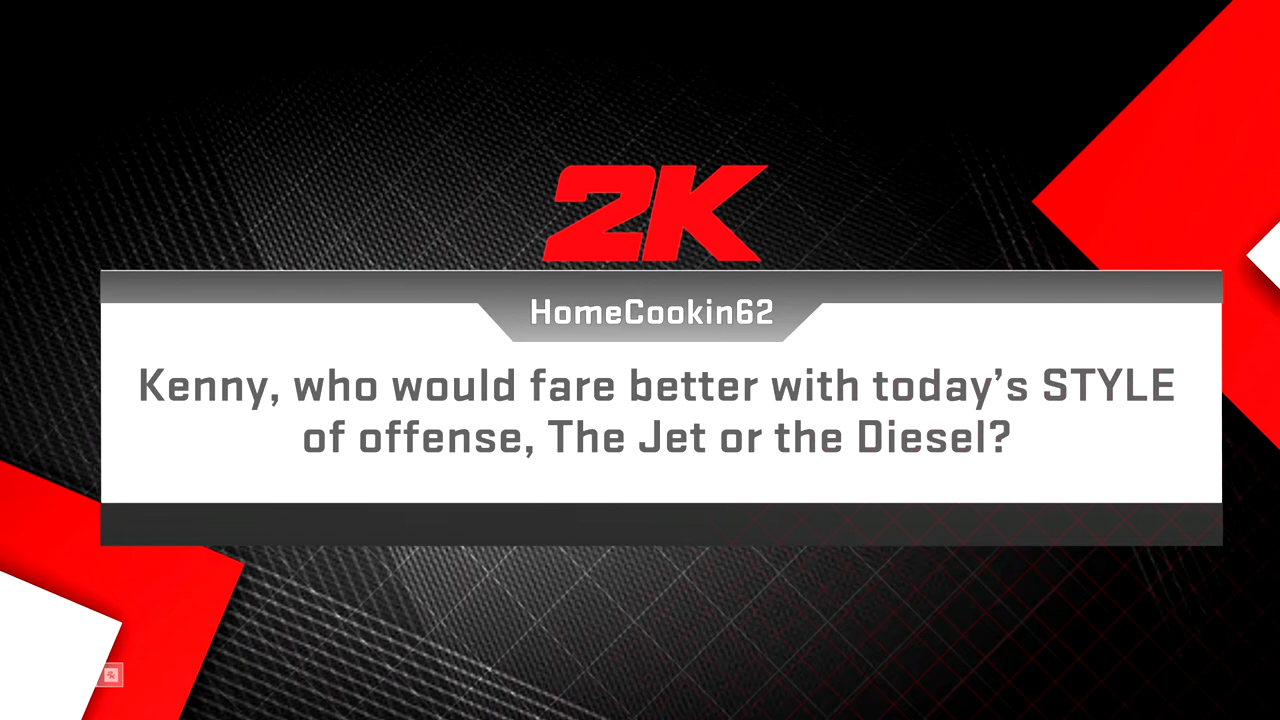 2K
HomeCookin62
Kenny, who would fare better with today’s STYLE
of offense, The Jet or the Diesel?